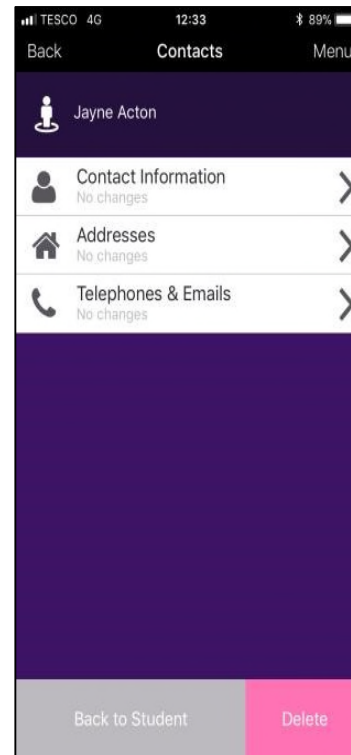 TESCO 4G 12:33 89%
Back Contacts Menu
Jayne Acton
Contact Information
No changes
Addresses
No changes
Telephones & Emails
No changes
Back to Student Delete